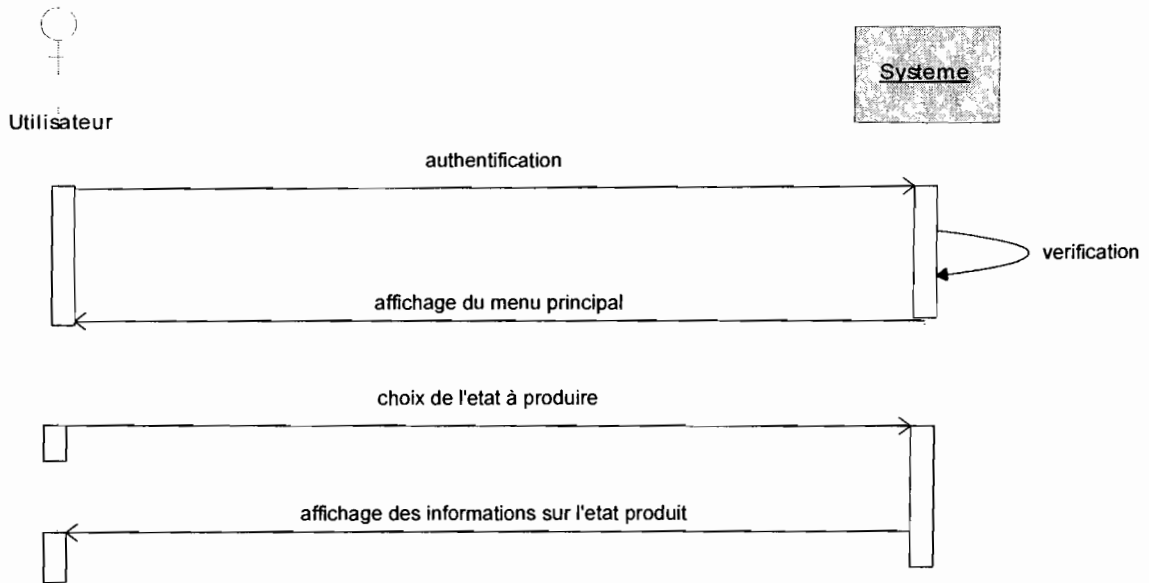 Systeme
Utilisateur
authentification
verification
affichage du menu principal
choix de l'etat à produire
affichage des informations sur l'etat produit